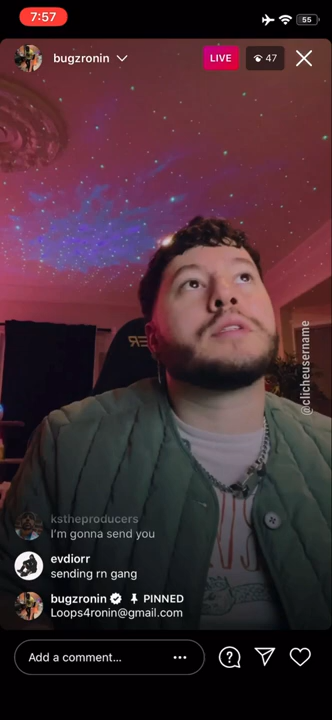 7:57
55
bugzronin
LIVE
47
@clicheusername
kstheproducers
I'm gonna send you
evdiorr
sending rn gang
bugzronin PINNED
Loops4ronin@gmail.com
Add a comment...